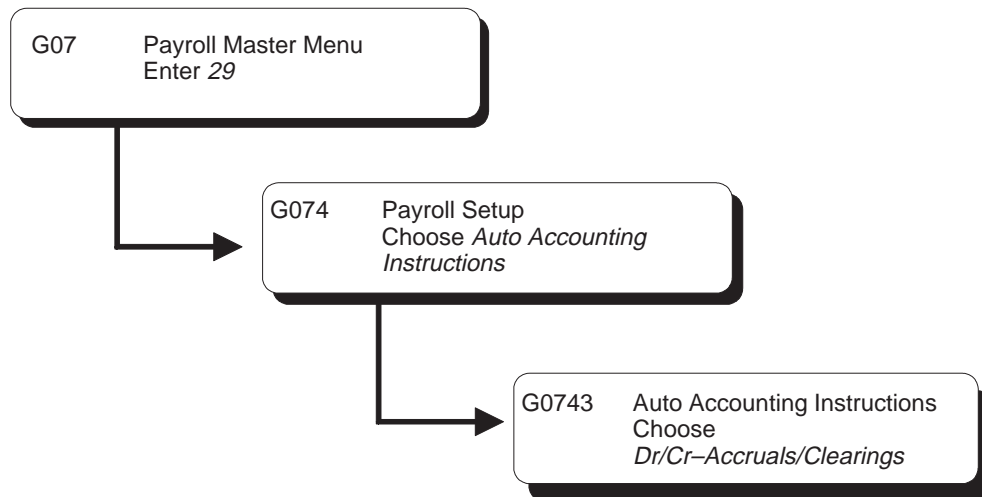 G07 Payroll Master Menu
Enter 29
G074 Payroll Setup
Choose Auto Accounting
Instructions
G0743 Auto Accounting Instructions
Choose
Dr/Cr–Accruals/Clearings